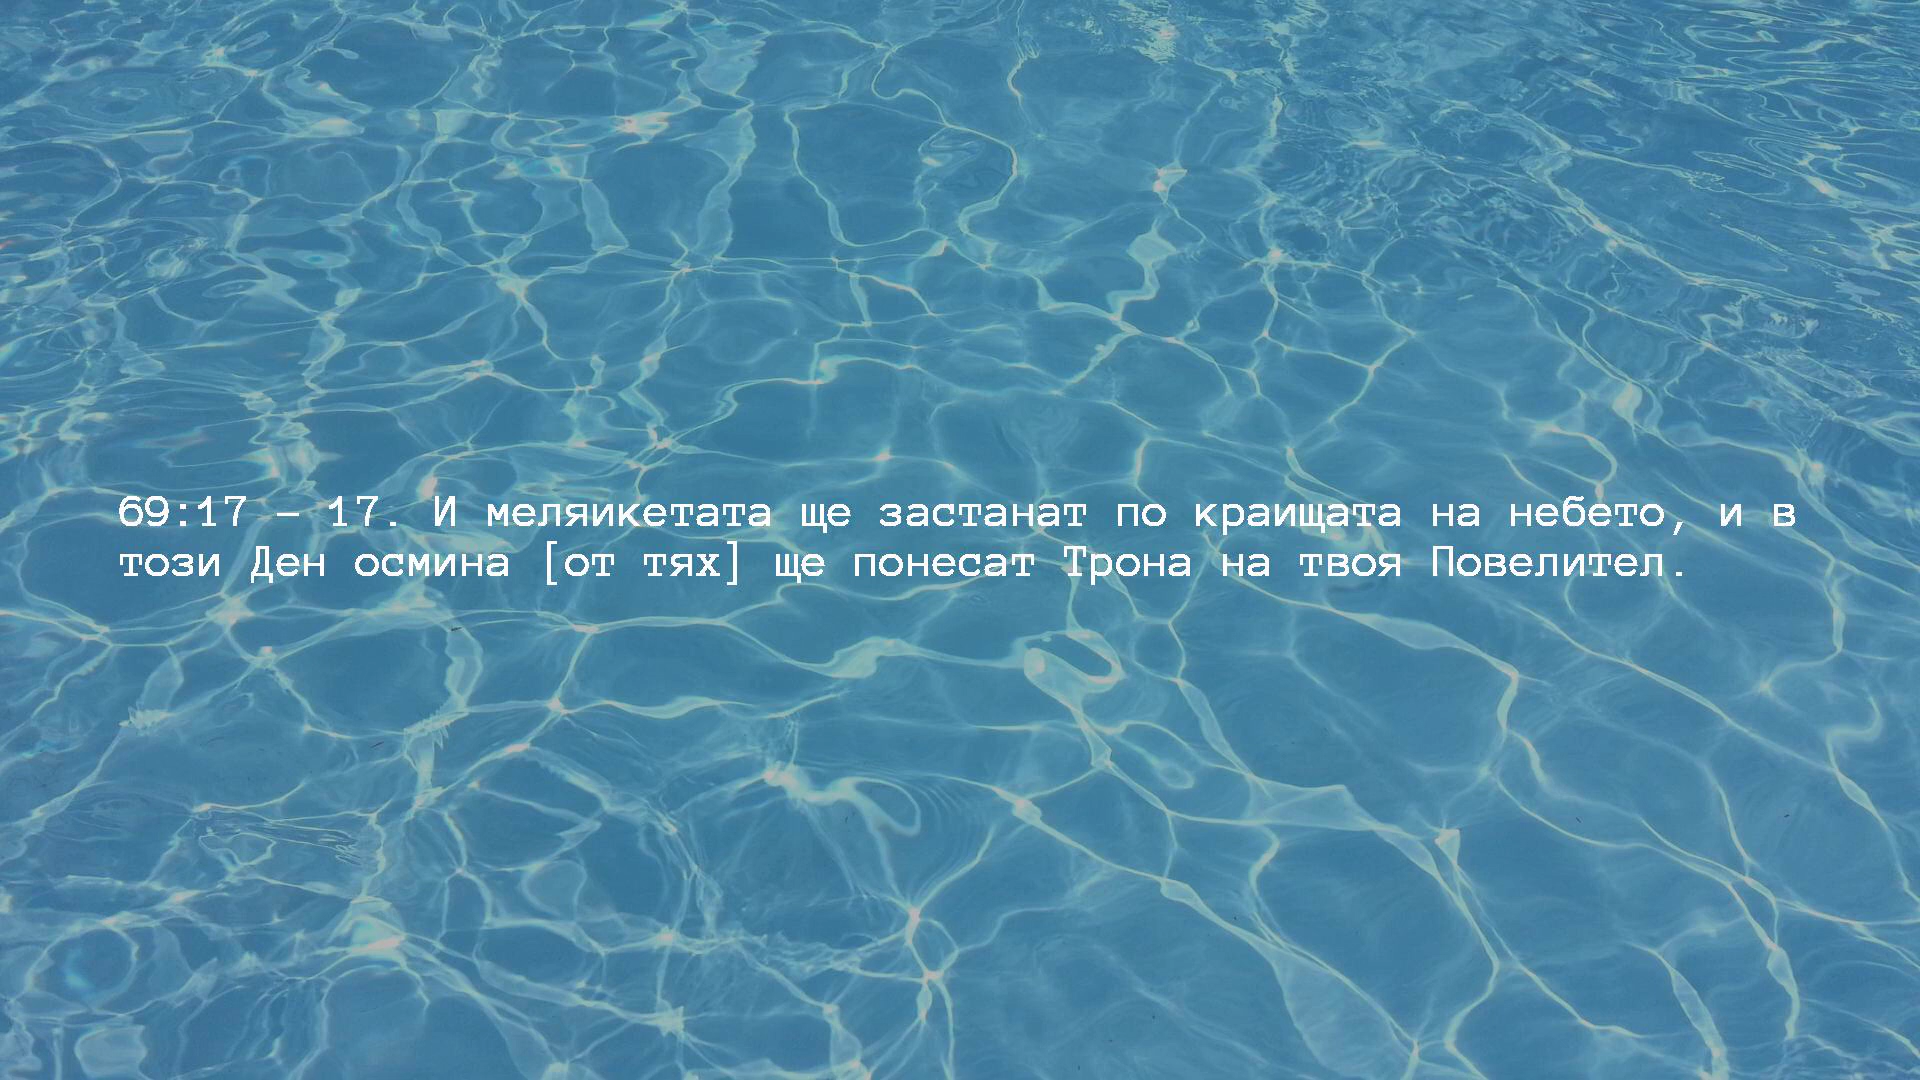 69:17 – 17. И меляикетата ще застанат по краищата на небето, и в
този Ден осмина [от тях] ще понесат Трона на твоя Повелител.